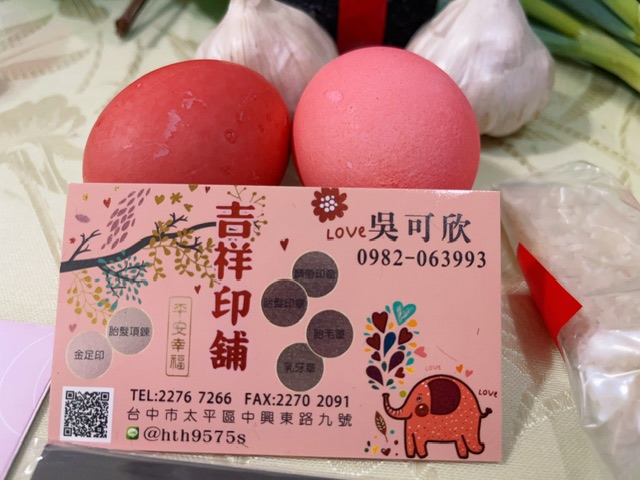 吉祥印舖
平安幸福
LOVE
吳可欣
0982-063993
臍帶印章
胎髮印章
胎毛筆
乳牙章
胎髮項鍊
金足印
love
Love
TEL:2276 7266 FAX:2270 2091
台中市太平區中興東路九號
@hth9575s